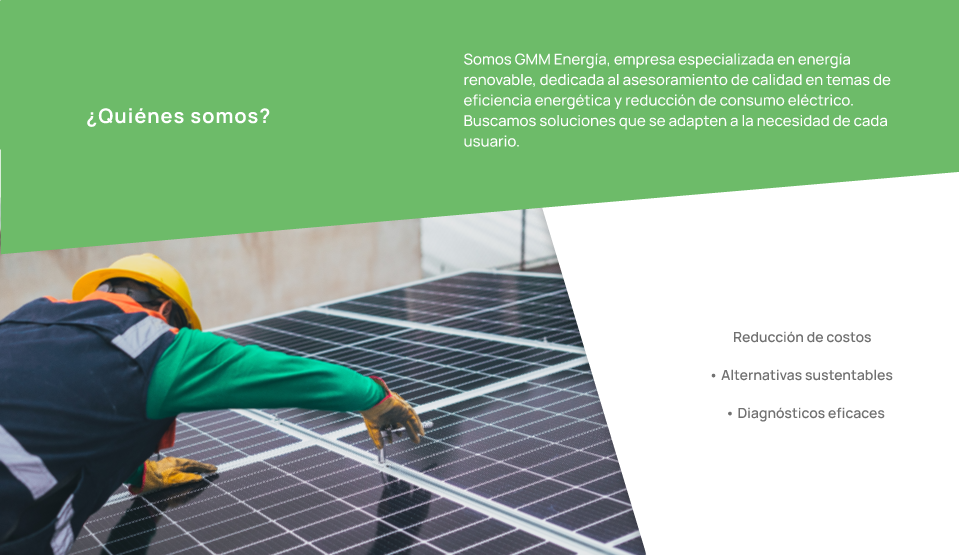 ¿Quiénes somos?
Somos GMM Energía, empresa especializada en energía
renovable, dedicada al asesoramiento de calidad en temas de
eficiencia energética y reducción de consumo eléctrico.
Buscamos soluciones que se adapten a la necesidad de cada
usuario.
Reducción de costos
• Alternativas sustentables
• Diagnósticos eficaces